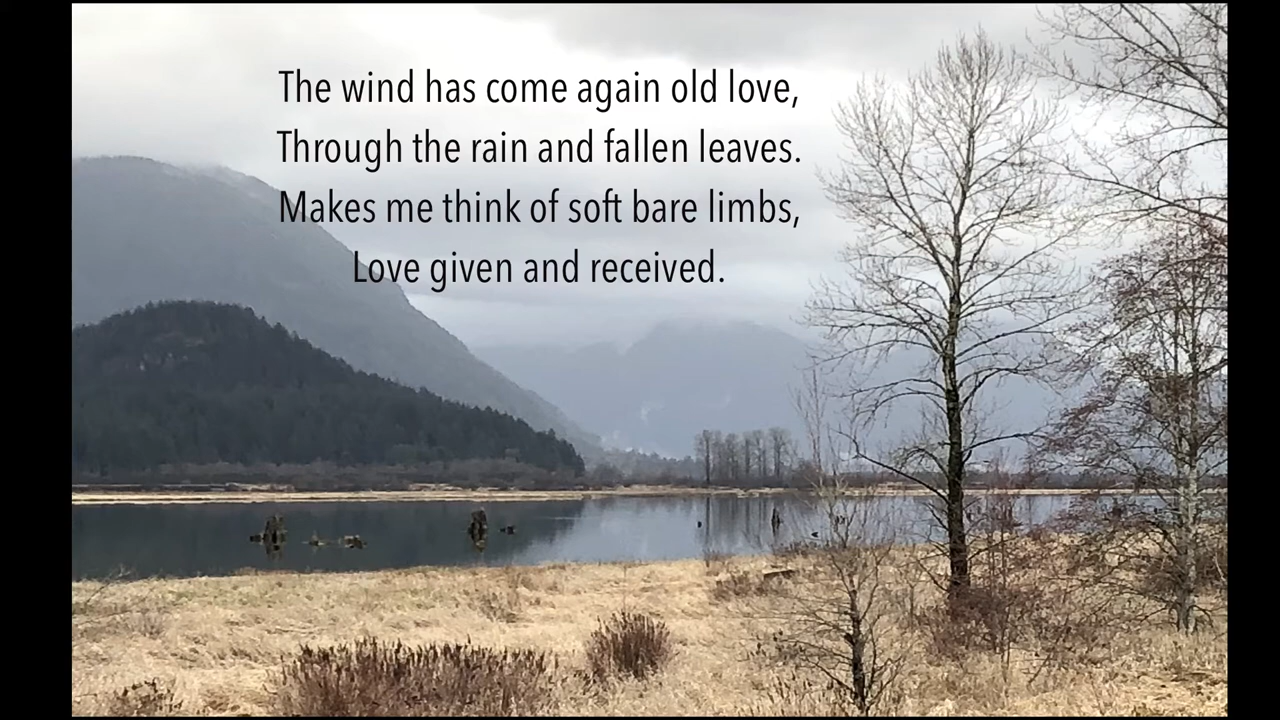 The wind has come again old love,
Through the rain and fallen leaves.
Makes me think of soft bare limbs,
Love given and received.